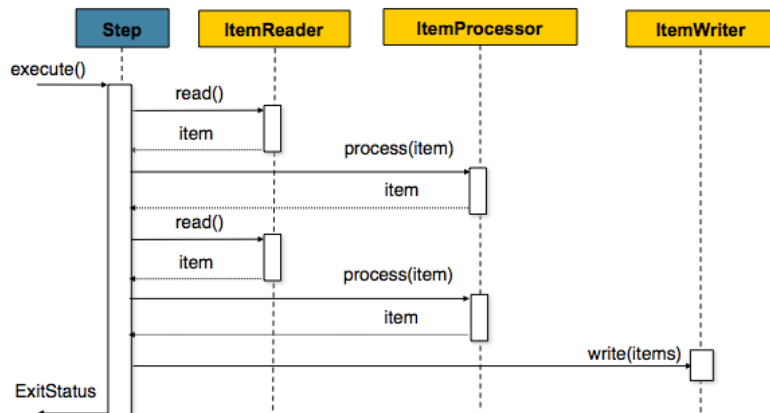 Step
ItemReader
ItemProcessor
ItemWriter
execute()
read()
item
process(item)
item
read()
item
process(item)
item
write(items)
ExitStatus